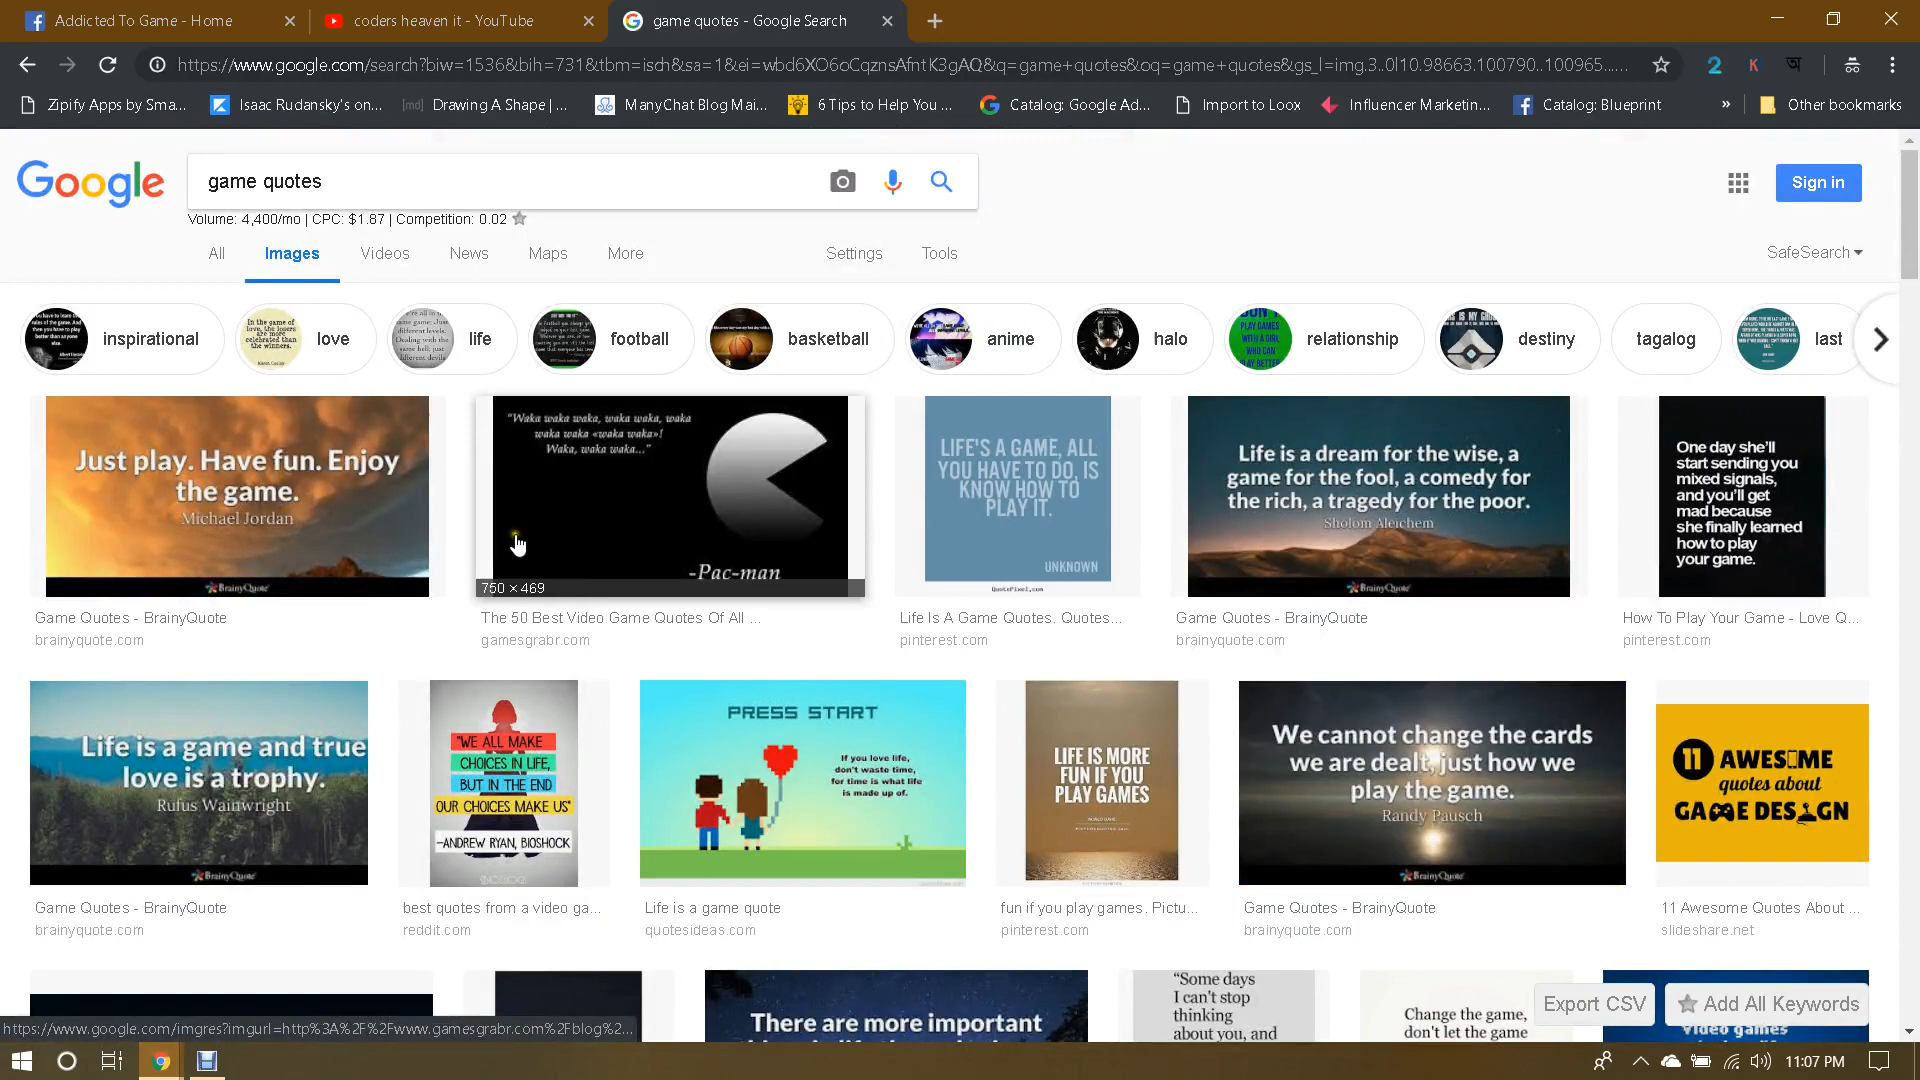 Addicted To Game - Home
coders heaven it - YouTube
game quotes - Google Search
https://www.google.com/search?biw=1536&bih=731&tbm=isch&sa=1&ei=wbd6XO6oCqznsAfntK3gAQ&q=game+quotes&oq=game+quotes&gs_l=img.3..0l10.98663.100790..100965......
2
K
অ
Zipify Apps by Sma...
Isaac Rudansky's on...
[md] Drawing A Shape | ...
ManyChat Blog Mai...
6 Tips to Help You ...
Catalog: Google Ad...
Import to Loox
Influencer Marketin...
Catalog: Blueprint
»
Other bookmarks
Google
game quotes
Sign in
Volume: 4,400/mo | CPC: $1.87 | Competition: 0.02
All
Images
Videos
News
Maps
More
Settings
Tools
SafeSearch
inspirational
love
life
football
basketball
anime
halo
relationship
destiny
tagalog
last
Just play. Have fun. Enjoy
the game.
Michael Jordan
BrainyQuote
Game Quotes - BrainyQuote
brainyquote.com
"Waka waka waka, waka waka, waka
waka waka «waka waka»!
Waka, waka waka..."
-Pac-man
750 × 469
The 50 Best Video Game Quotes Of All ...
gamesgrabr.com
LIFE'S A GAME, ALL
YOU HAVE TO DO, IS
KNOW HOW TO
PLAY IT.
UNKNOWN
QuotePixel.com
Life Is A Game Quotes. Quotes...
pinterest.com
Life is a dream for the wise, a
game for the fool, a comedy for
the rich, a tragedy for the poor.
Sholom Aleichem
BrainyQuote
Game Quotes - BrainyQuote
brainyquote.com
One day she'll
start sending you
mixed signals,
and you'll get
mad because
she finally learned
how to play
your game.
How To Play Your Game - Love Q...
pinterest.com
Life is a game and true
love is a trophy.
Rufus Wainwright
BrainyQuote
Game Quotes - BrainyQuote
brainyquote.com
"WE ALL MAKE
CHOICES IN LIFE,
BUT IN THE END
OUR CHOICES MAKE US"
–ANDREW RYAN, BIOSHOCK
best quotes from a video ga...
reddit.com
PRESS START
If you love life,
don't waste time,
for time is what life
is made up of.
Life is a game quote
quotesideas.com
LIFE IS MORE
FUN IF YOU
PLAY GAMES
fun if you play games. Pictu...
pinterest.com
We cannot change the cards
we are dealt, just how we
play the game.
Randy Pausch
BrainyQuote
Game Quotes - BrainyQuote
brainyquote.com
11 AWESOME
quotes about
GAME DESIGN
11 Awesome Quotes About ...
slideshare.net
There are more important
"Some days
I can't stop
thinking
about you, and
Change the game,
don't let the game
Video games
Export CSV
Add All Keywords
https://www.google.com/imgres?imgurl=http%3A%2F%2Fwww.gamesgrabr.com%2Fblog%2...
11:07 PM